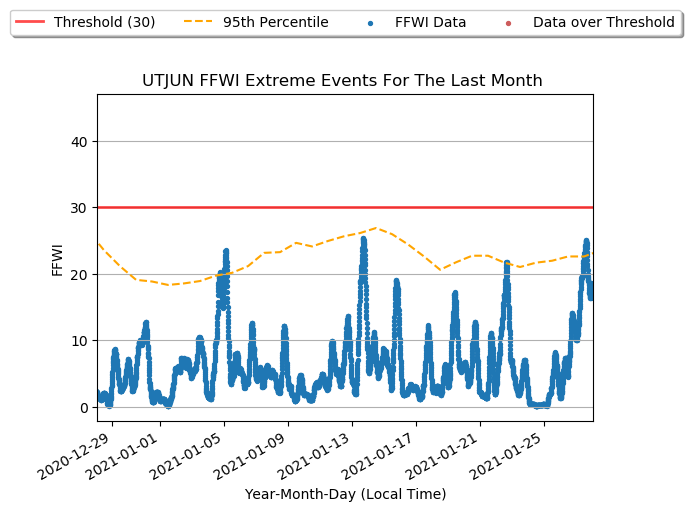 Threshold (30) 95th Percentile FFWI Data Data over Threshold
UTJUN FFWI Extreme Events For The Last Month
40
30
20
10
0
FFWI
2020-12-29 2021-01-01 2021-01-05 2021-01-09 2021-01-13 2021-01-17 2021-01-21 2021-01-25
Year-Month-Day (Local Time)